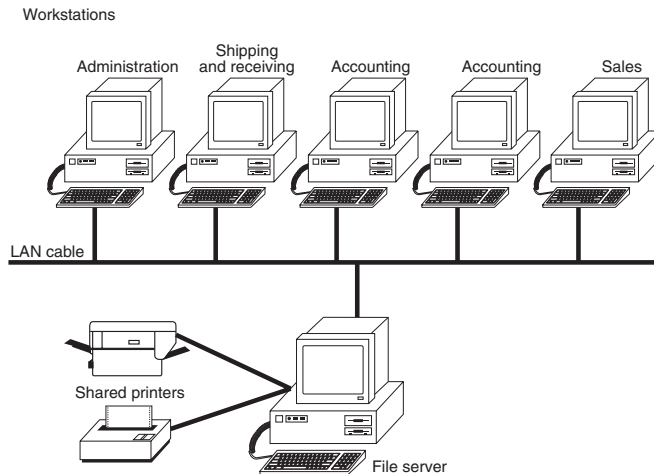 Workstations
Administration
Shipping
and receiving
Accounting
Accounting
Sales
LAN cable
Shared printers
File server